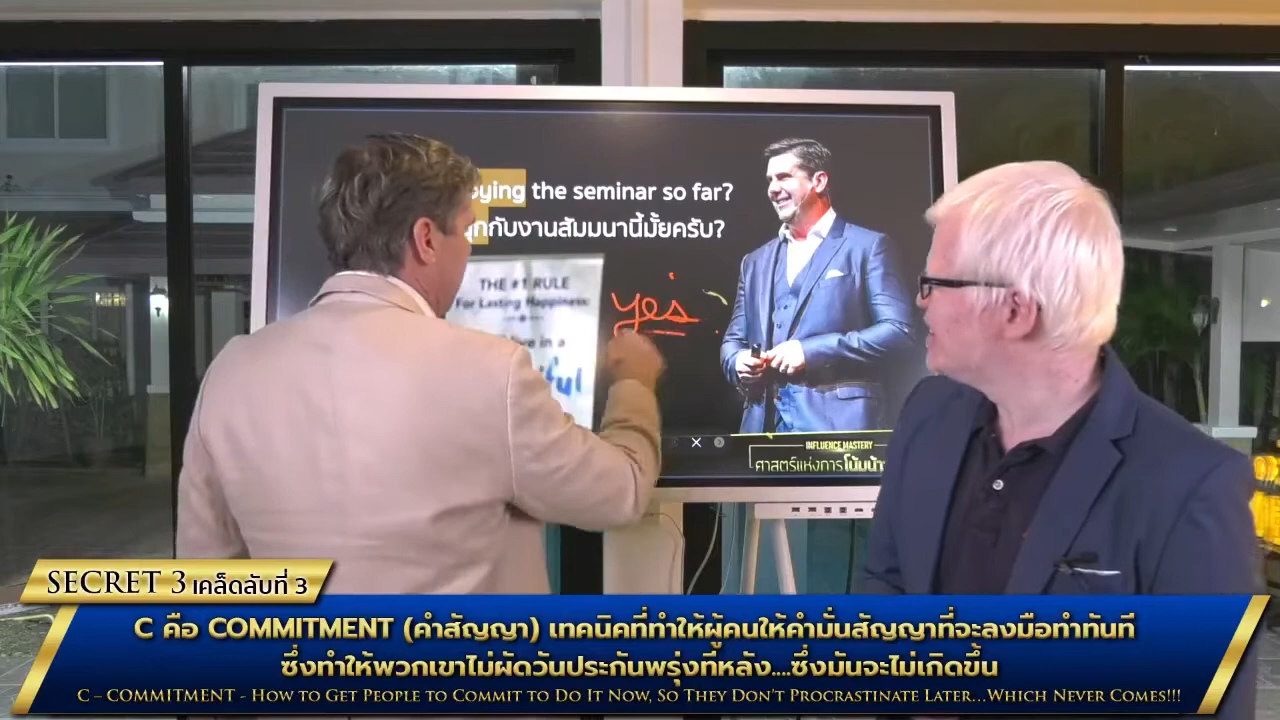 the seminar so far?
กับงานสัมมนานี้มั้ยครับ?
THE #1 RULE
For Lasting Happiness:
yes
in a
INFLUENCE MASTERY
ศาสตร์แห่งการ
SECRET 3 เคล็ดลับที่ 3
C คือ COMMITMENT (คำสัญญา) เทคนิคที่ทำให้ผู้คนให้คำมั่นสัญญาที่จะลงมือทำทันที
ซึ่งทำให้พวกเขาไม่ผัดวันประกันพรุ่งทีหลัง....ซึ่งมันจะไม่เกิดขึ้น
C – COMMITMENT - How to Get People to Commit to Do It Now, So They Don't Procrastinate Later...Which Never Comes!!!